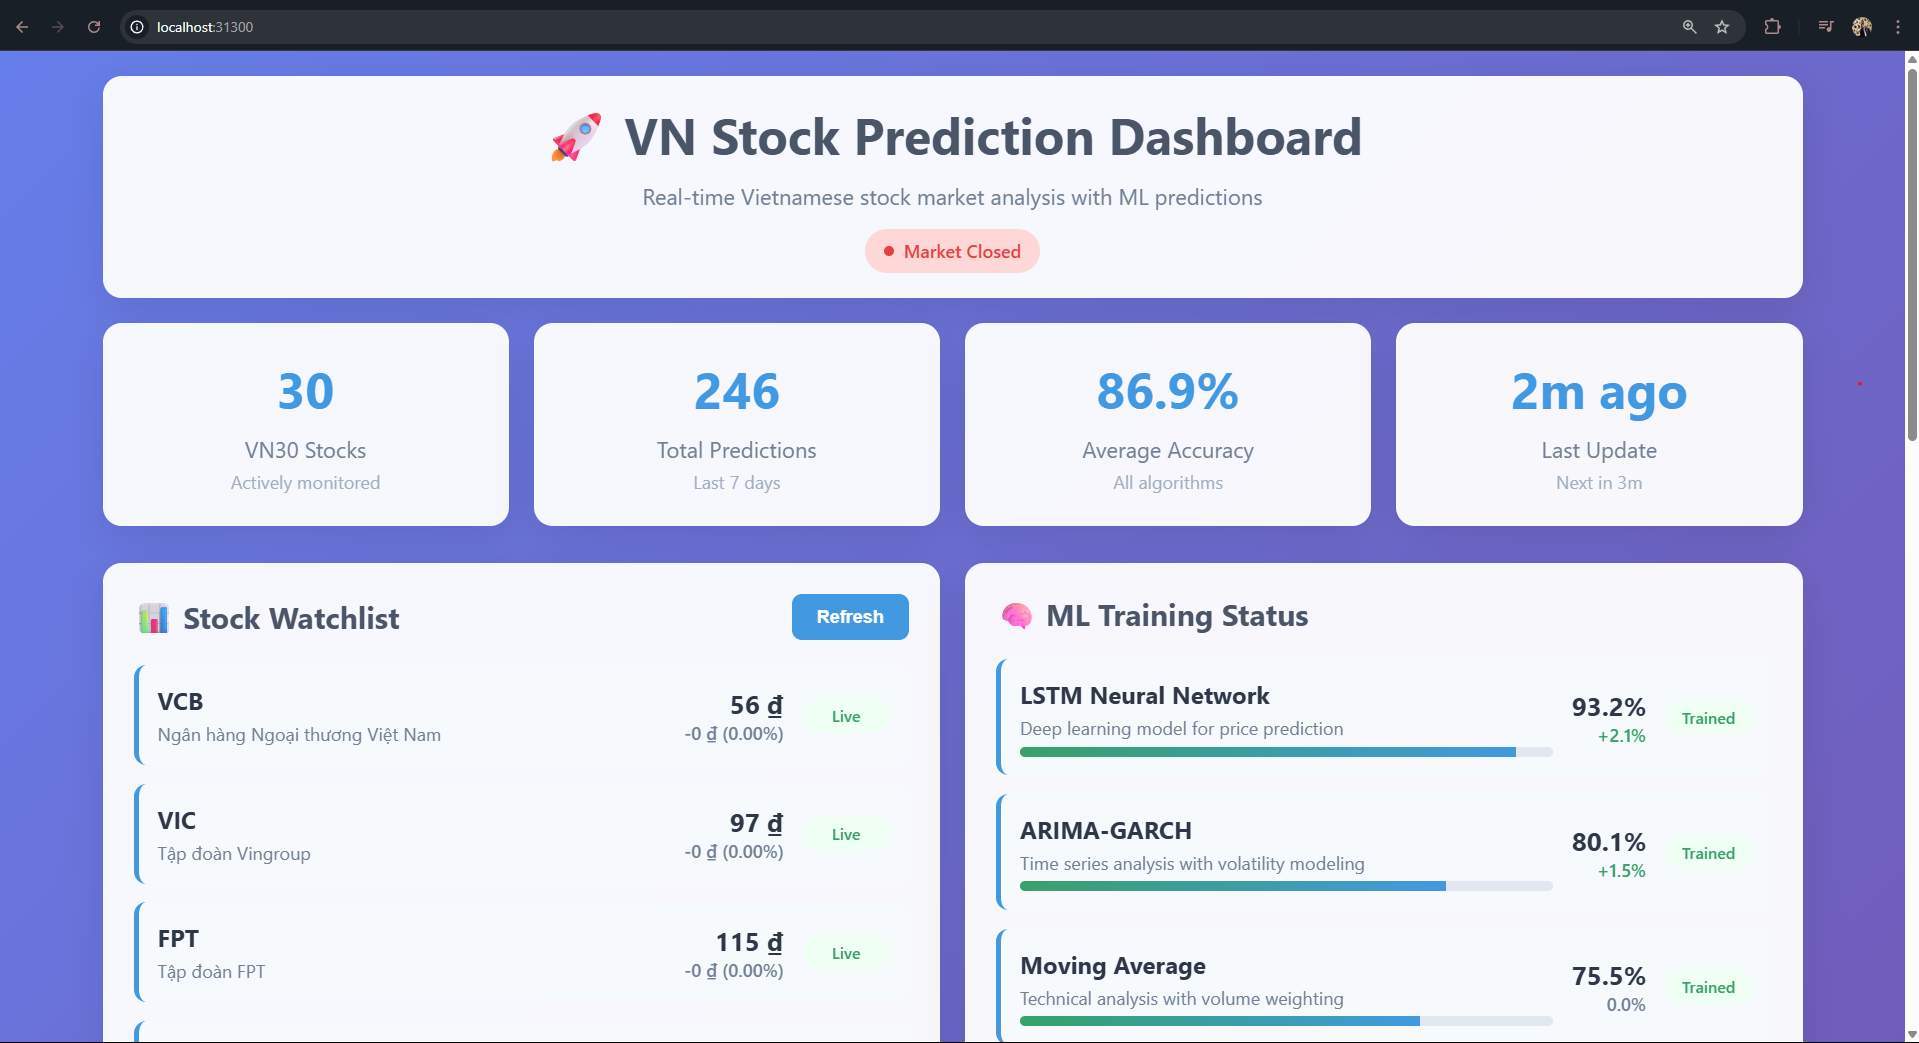 localhost:31300
VN Stock Prediction Dashboard
Real-time Vietnamese stock market analysis with ML predictions
Market Closed
30
VN30 Stocks
Actively monitored
246
Total Predictions
Last 7 days
86.9%
Average Accuracy
All algorithms
2m ago
Last Update
Next in 3m
Stock Watchlist
Refresh
VCB
Ngân hàng Ngoại thương Việt Nam
56 ₫
-0 ₫ (0.00%)
Live
VIC
Tập đoàn Vingroup
97 ₫
-0 ₫ (0.00%)
Live
FPT
Tập đoàn FPT
115 ₫
-0 ₫ (0.00%)
Live
ML Training Status
LSTM Neural Network
Deep learning model for price prediction
93.2%
+2.1%
Trained
ARIMA-GARCH
Time series analysis with volatility modeling
80.1%
+1.5%
Trained
Moving Average
Technical analysis with volume weighting
75.5%
0.0%
Trained